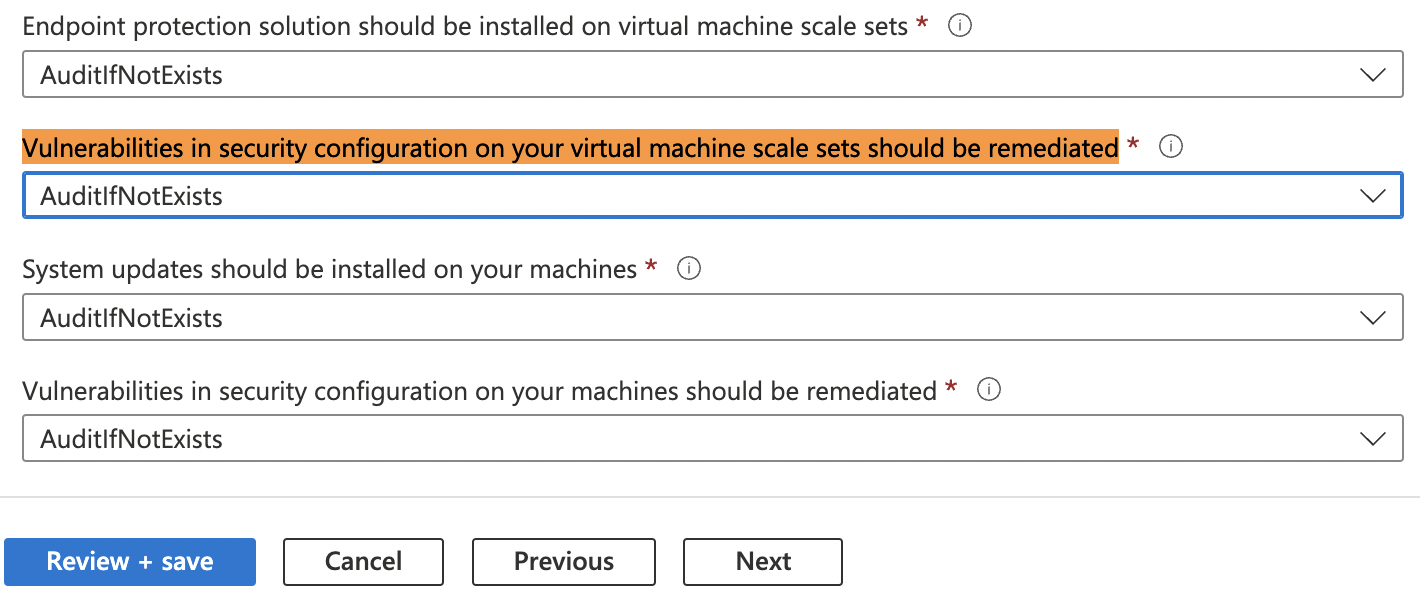 Endpoint protection solution should be installed on virtual machine scale sets *
AuditIfNotExists
Vulnerabilities in security configuration on your virtual machine scale sets should be remediated *
AuditIfNotExists
System updates should be installed on your machines *
AuditIfNotExists
Vulnerabilities in security configuration on your machines should be remediated *
AuditIfNotExists
Review + save Cancel Previous Next